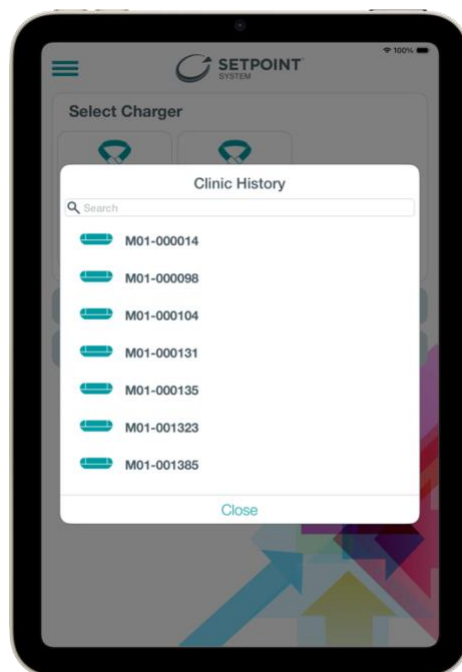 100%
SETPOINT
SYSTEM
Select Charger
Clinic History
Search
M01-000014
M01-000098
M01-000104
M01-000131
M01-000135
M01-001323
M01-001385
Close